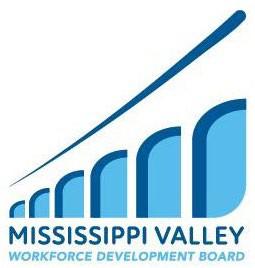 MISSISSIPPI VALLEY
WORKFORCE DEVELOPMENT BOARD